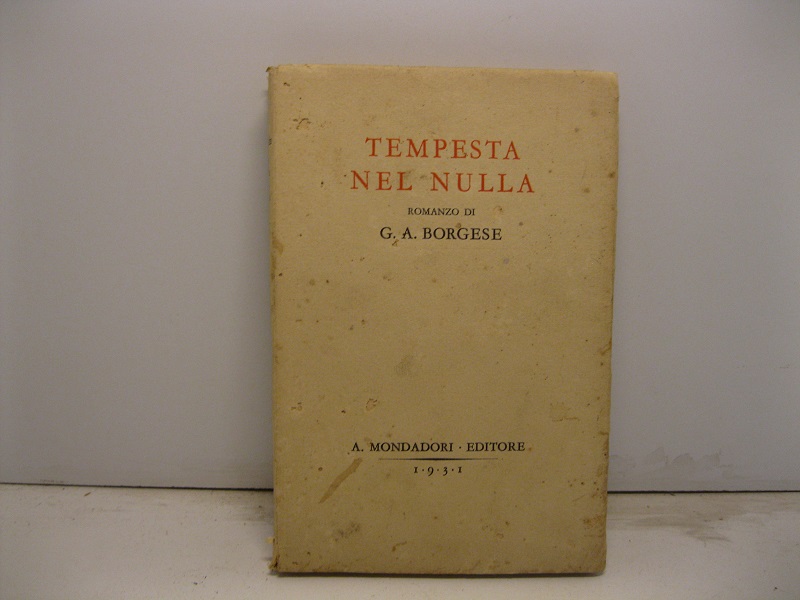 TEMPESTA
NEL NULLA
ROMANZO DI
G. A. BORGESE
A. MONDADORI · EDITORE
1·9·3·1